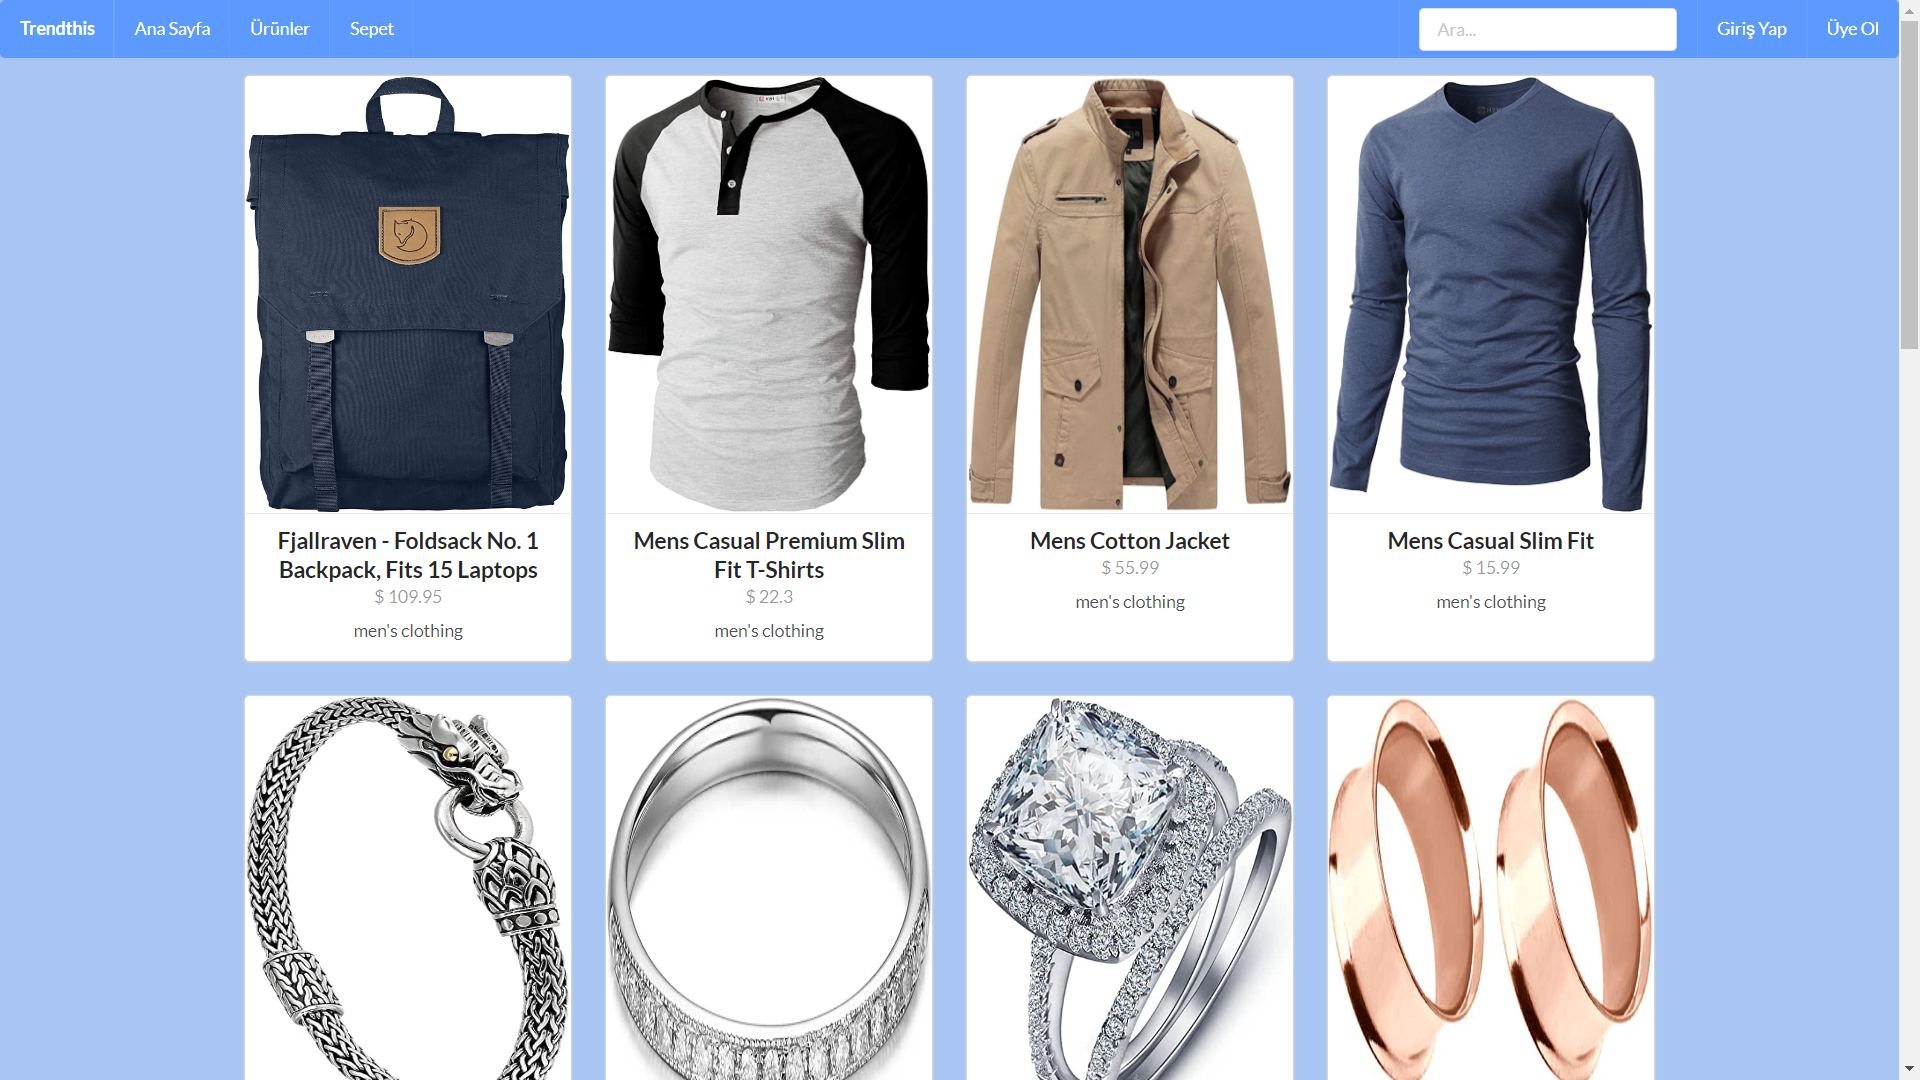 Trendthis
Ana Sayfa
Ürünler
Sepet
Ara...
Giriş Yap
Üye Ol
Fjallraven - Foldsack No. 1
Backpack, Fits 15 Laptops
$ 109.95
men's clothing
Mens Casual Premium Slim
Fit T-Shirts
$ 22.3
men's clothing
Mens Cotton Jacket
$ 55.99
men's clothing
Mens Casual Slim Fit
$ 15.99
men's clothing